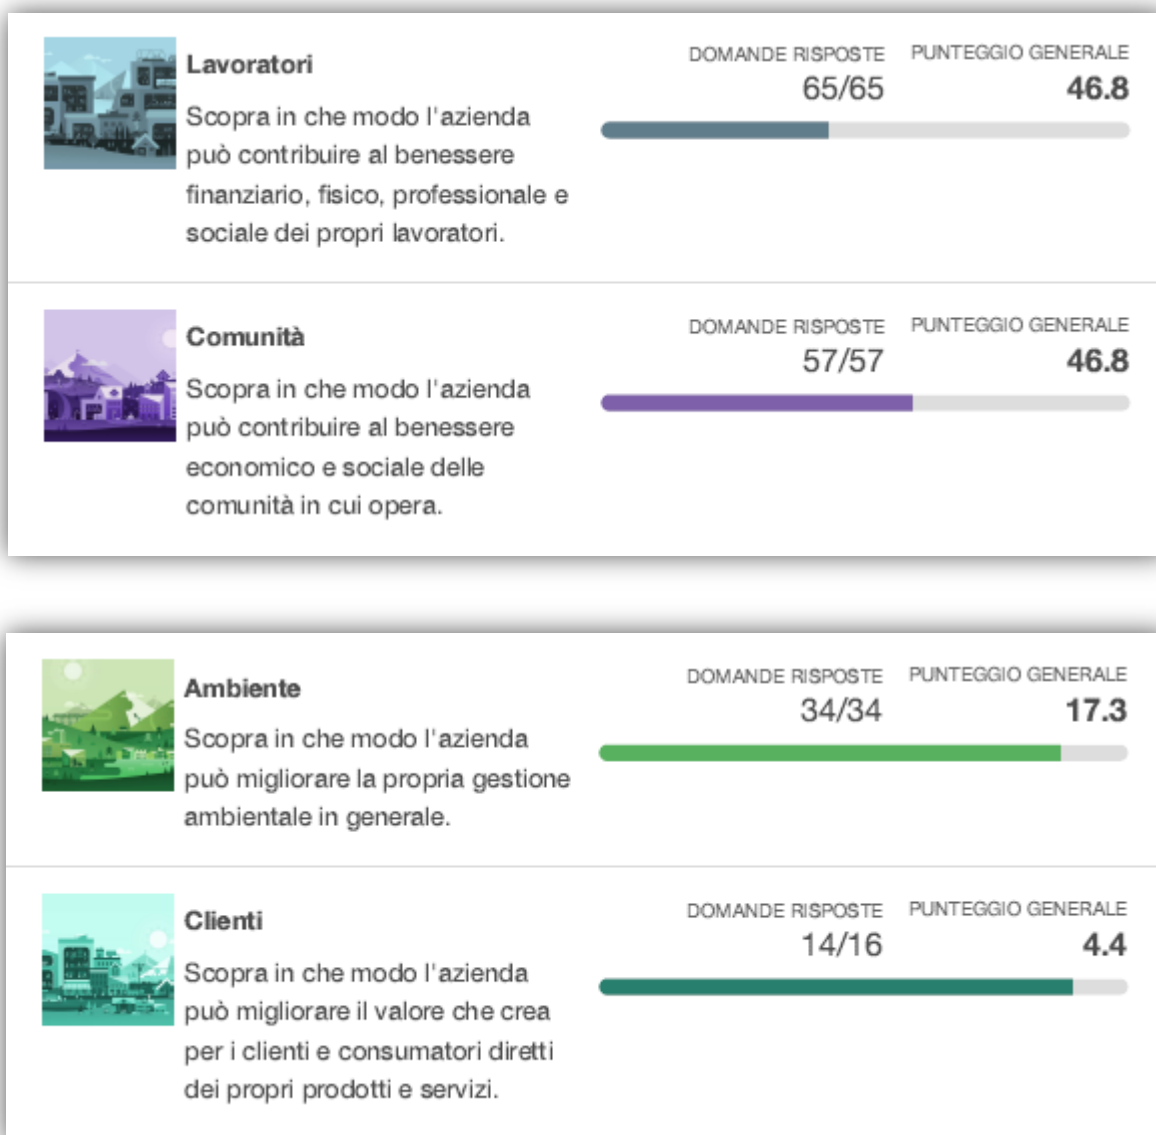 Lavoratori
DOMANDE RISPOSTE PUNTEGGIO GENERALE
65/65 46.8
Scopra in che modo l'azienda
può contribuire al benessere
finanziario, fisico, professionale e
sociale dei propri lavoratori.
Comunità
DOMANDE RISPOSTE PUNTEGGIO GENERALE
57/57 46.8
Scopra in che modo l'azienda
può contribuire al benessere
economico e sociale delle
comunità in cui opera.
Ambiente
DOMANDE RISPOSTE PUNTEGGIO GENERALE
34/34 17.3
Scopra in che modo l'azienda
può migliorare la propria gestione
ambientale in generale.
Clienti
DOMANDE RISPOSTE PUNTEGGIO GENERALE
14/16 4.4
Scopra in che modo l'azienda
può migliorare il valore che crea
per i clienti e consumatori diretti
dei propri prodotti e servizi.